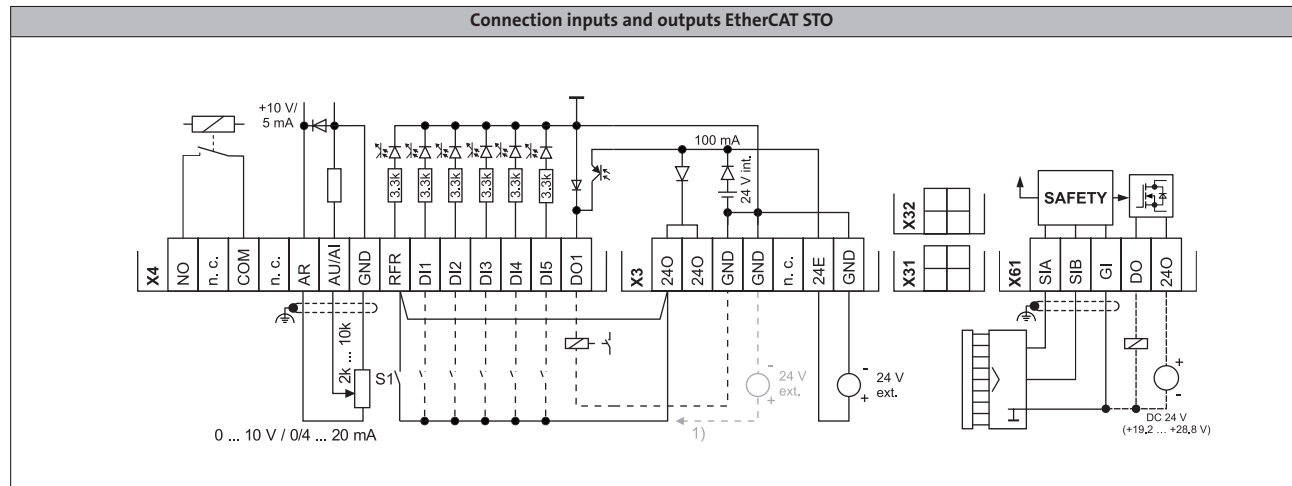 Connection inputs and outputs EtherCAT STO
+10 V/
5 mA
3.3k
3.3k
3.3k
3.3k
3.3k
3.3k
100 mA
24 V int.
SAFETY
X4
NO
n. c.
COM
n. c.
AR
AU/AI
GND
RFR
DI1
DI2
DI3
DI4
DI5
DO1
X3
24O
24O
GND
GND
n. c.
24E
GND
X32
X31
X61
SIA
SIB
GI
DO
24O
2k ... 10k
S1
0 ... 10 V / 0/4 ... 20 mA
1)
-
+
24 V
ext.
-
+
24 V
ext.
+
-
DC 24 V
(+19.2 ... +28.8 V)